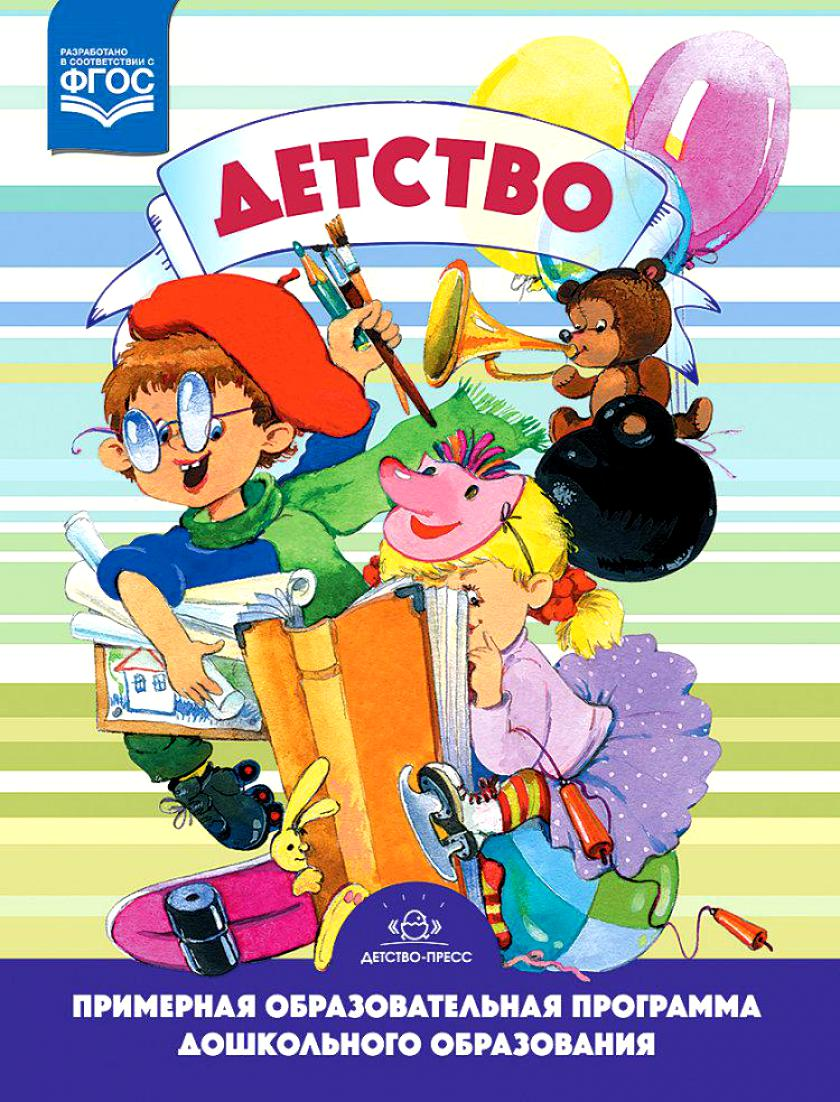 РАЗРАБОТАНО
В СООТВЕТСТВИИ С
ФГОС
ДЕТСТВО
ДЕТСТВО-ПРЕСС
ПРИМЕРНАЯ ОБРАЗОВАТЕЛЬНАЯ ПРОГРАММА
ДОШКОЛЬНОГО ОБРАЗОВАНИЯ